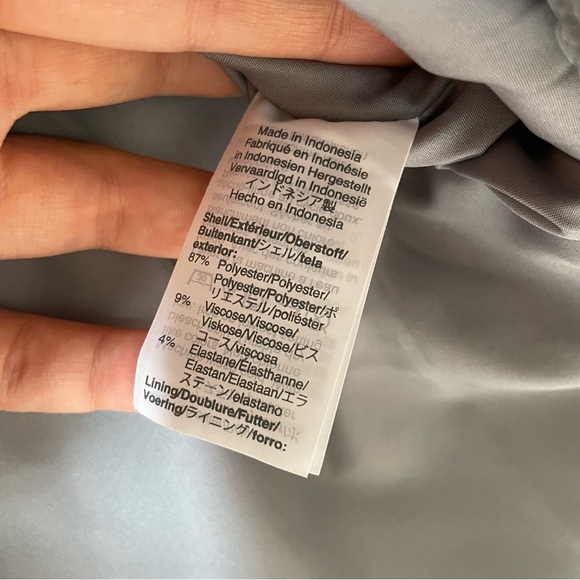 Made in Indonesia
Fabriqué en Indonésie
in Indonesien Hergestellt
Vervaardigd in Indonesië
インドネシア製
Hecho en Indonesia
Shell/Extérieur/Oberstoff/
Buitenkant/シェル/tela
exterior:
87% Polyester/Polyester/
Polyester/Polyester/ポ
リエステル/poliéster
9% Viscose/Viscose/
Viskose/Viscose/ビス
コース/viscosa
4% Elastane/Élasthanne/
Elastan/Elastaan/エラ
スチーン/elastano
Lining/Doublure/Futter/
Voering/ライニング/forro: